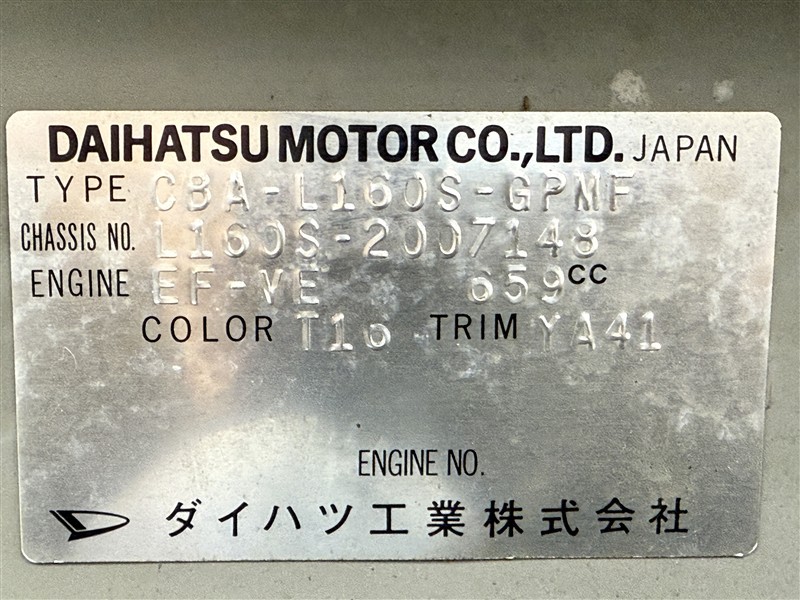 DAIHATSU MOTOR CO.,LTD. JAPAN
TYPE CBA-L160S-GPMF
CHASSIS NO. L160S-2007148
ENGINE EF-VE 659CC
COLOR T16 TRIM YA41
ENGINE NO.
ダイハツ工業株式会社